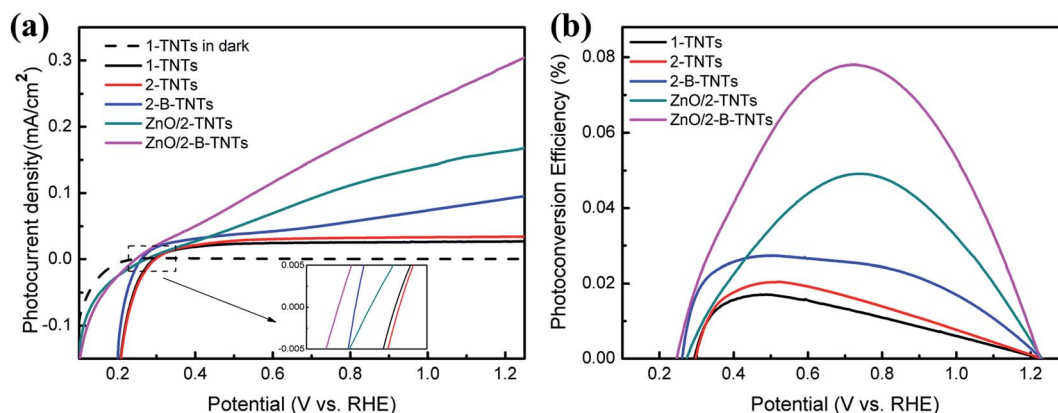 (a)
1-TNTs in dark
1-TNTs
2-TNTs
2-B-TNTs
ZnO/2-TNTs
ZnO/2-B-TNTs
Photocurrent density(mA/cm²)
0.3
0.2
0.1
0.0
-0.1
0.005
0.000
-0.005
0.2 0.4 0.6 0.8 1.0 1.2
Potential (V vs. RHE)
(b)
1-TNTs
2-TNTs
2-B-TNTs
ZnO/2-TNTs
ZnO/2-B-TNTs
Photoconversion Efficiency (%)
0.08
0.06
0.04
0.02
0.00
0.2 0.4 0.6 0.8 1.0 1.2
Potential (V vs. RHE)